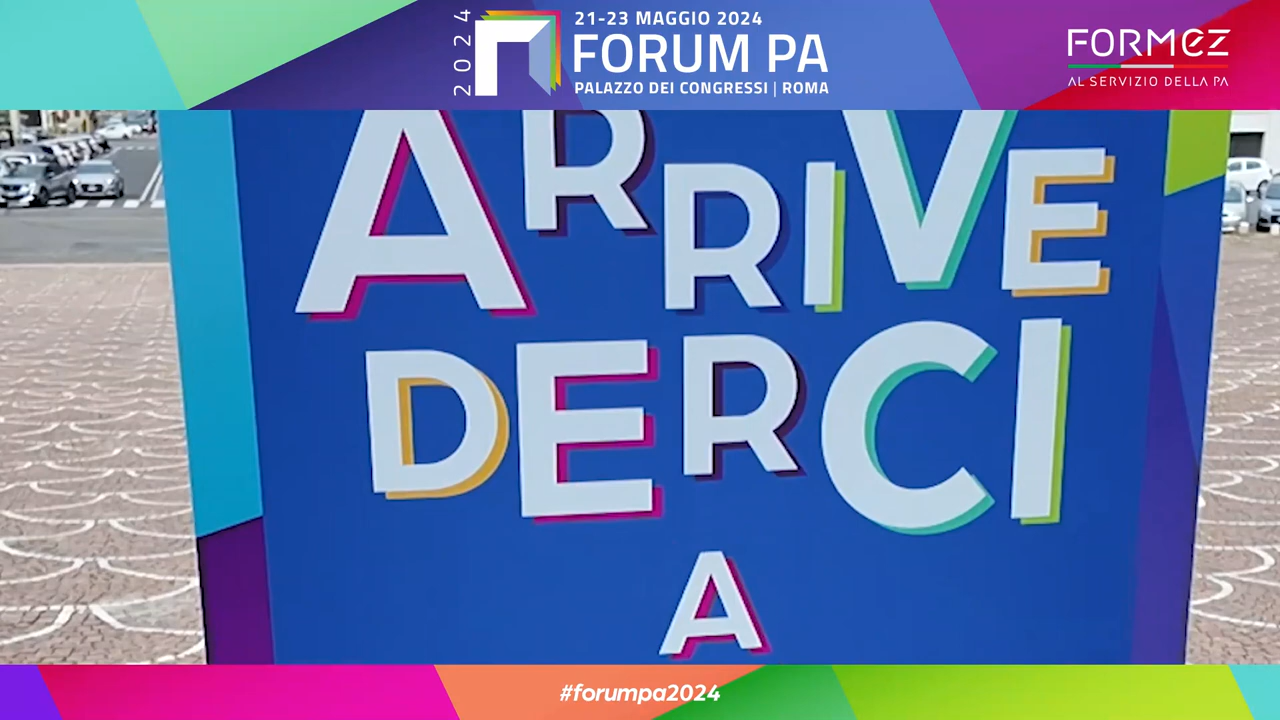 2024
21-23 MAGGIO 2024
FORUM PA
PALAZZO DEI CONGRESSI | ROMA
FORMEZ
AL SERVIZIO DELLA PA
ARRIVE
DERCI
A
#forumpa2024